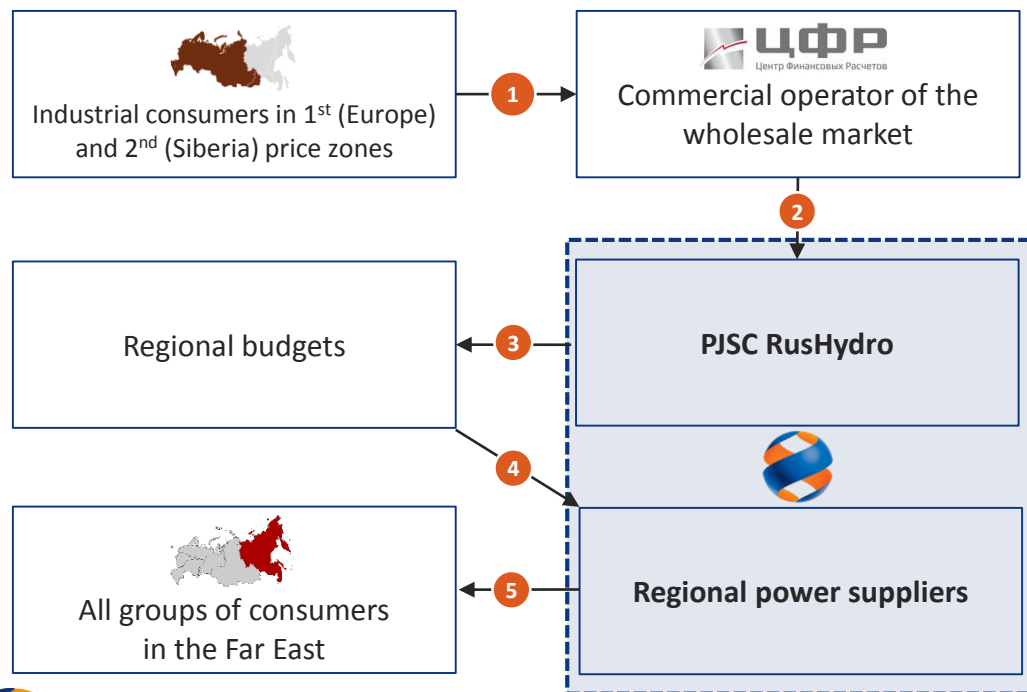 Industrial consumers in 1st (Europe)
and 2nd (Siberia) price zones
1
ЦФР
Центр Финансовых Расчетов
Commercial operator of the
wholesale market
2
Regional budgets
3
PJSC RusHydro
4
All groups of consumers
in the Far East
5
Regional power suppliers